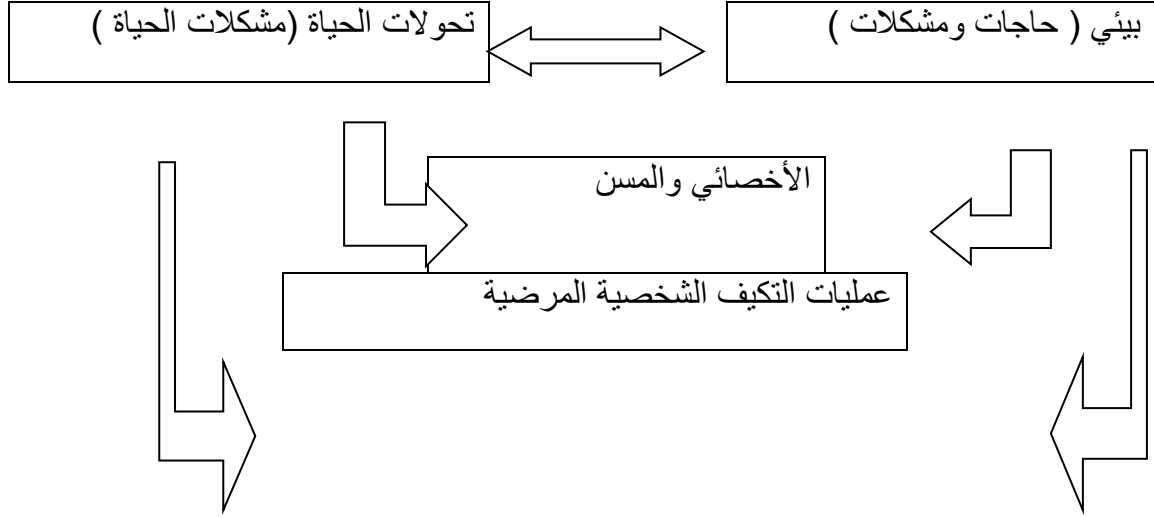 بيئي ( حاجات ومشكلات )
تحولات الحياة (مشكلات الحياة )
الأخصائي والمسن
عمليات التكيف الشخصية المرضية